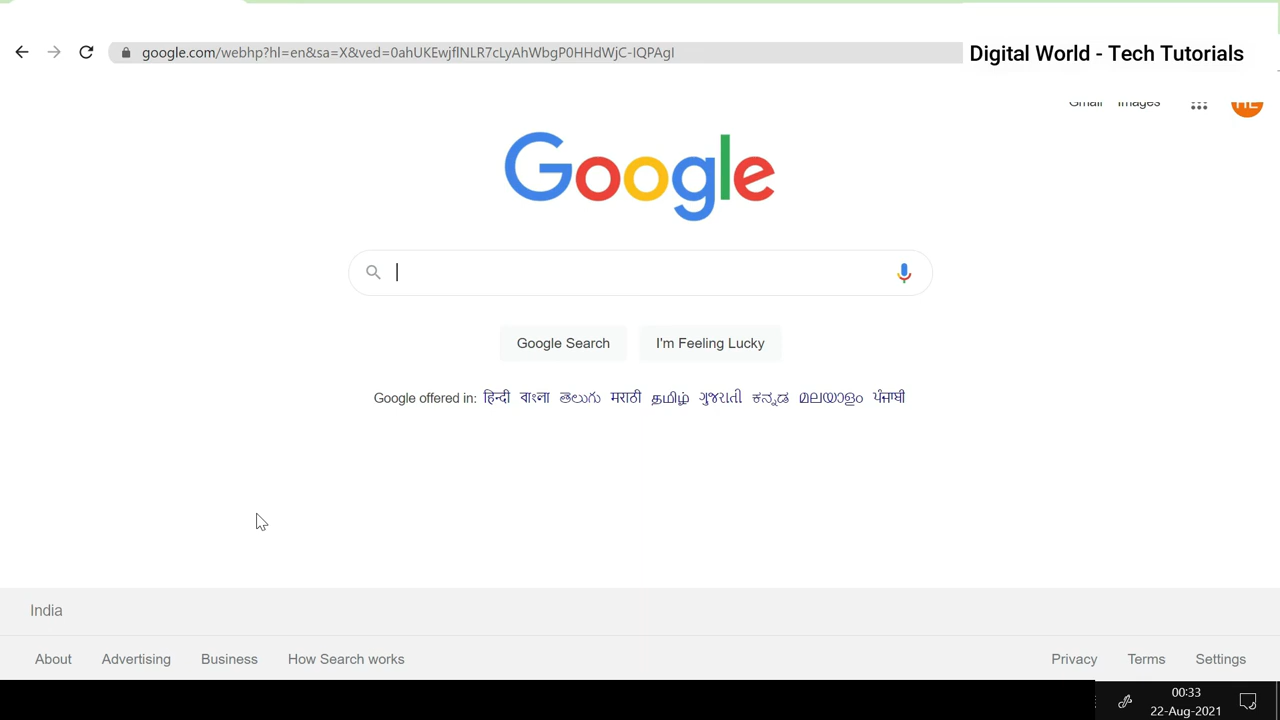 google.com/webhp?hl=en&sa=X&ved=0ahUKEwjflNLR7cLyAhWbgP0HHdWjC-IQPAgI
Digital World - Tech Tutorials
Gmail Images
HE
Google
Google Search I'm Feeling Lucky
Google offered in: हिन्दी বাংলা తెలుగు मराठी தமிழ் ગુજરાતી ಕನ್ನಡ മലയാളം ਪੰਜਾਬੀ
India
About Advertising Business How Search works Privacy Terms Settings
00:33
22-Aug-2021